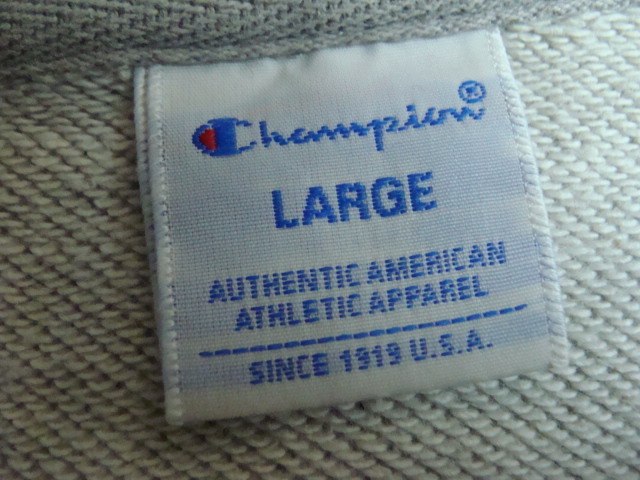 Champion®
LARGE
AUTHENTIC AMERICAN
ATHLETIC APPAREL
SINCE 1919 U.S.A.